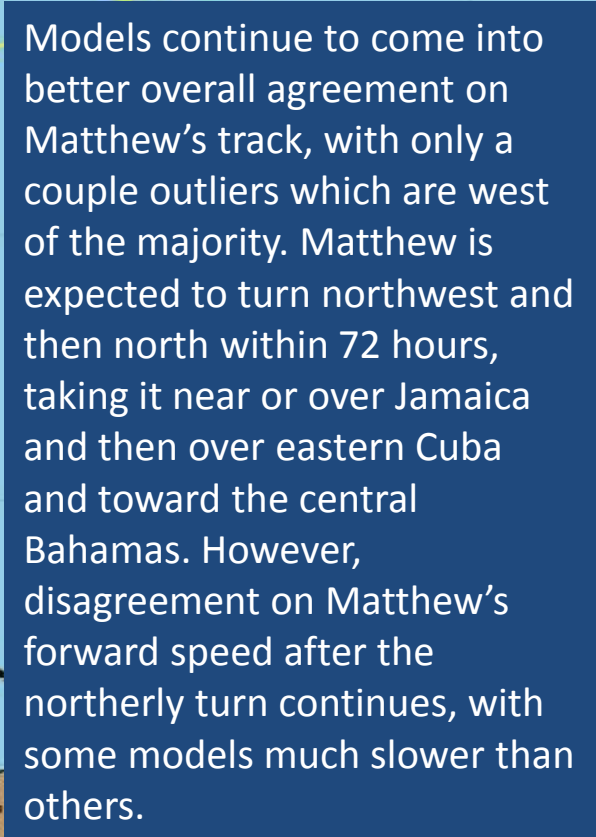 Models continue to come into
better overall agreement on
Matthew’s track, with only a
couple outliers which are west
of the majority. Matthew is
expected to turn northwest and
then north within 72 hours,
taking it near or over Jamaica
and then over eastern Cuba
and toward the central
Bahamas. However,
disagreement on Matthew’s
forward speed after the
northerly turn continues, with
some models much slower than
others.